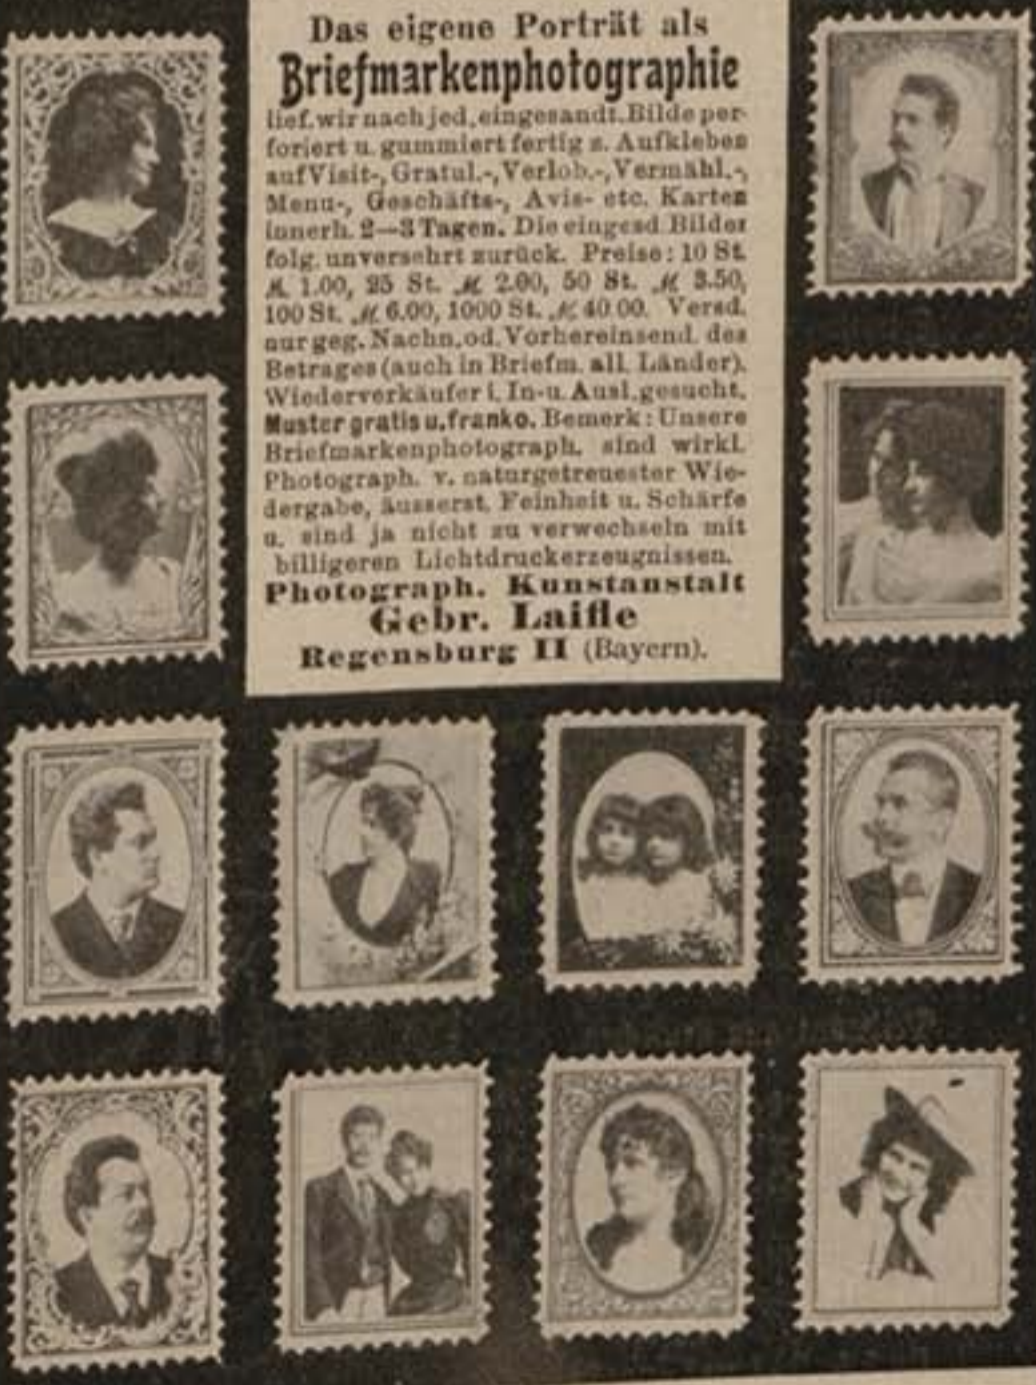 Das eigene Porträt als
Briefmarkenphotographie
lief. wir nach jed. eingesandt. Bilde per-
foriert u. gummiert fertig z. Aufkleben
auf Visit-, Gratul.-, Verlob.-, Vermähl.-,
Menu-, Geschäfts-, Avis- etc. Karten
innerh. 2—3 Tagen. Die eingesd. Bilder
folg. unversehrt zurück. Preise: 10 St.
M. 1.00, 25 St. M. 2.00, 50 St. M. 3.50,
100 St. M. 6.00, 1000 St. M. 40.00. Versd.
nur geg. Nachn. od. Vorhereinsend. des
Betrages (auch in Briefm. all. Länder).
Wiederverkäufer i. In- u. Ausl. gesucht.
Muster gratis u. franko. Bemerk: Unsere
Briefmarkenphotograph. sind wirkl.
Photograph. v. naturgetreuester Wie-
dergabe, äusserst. Feinheit u. Schärfe
u. sind ja nicht zu verwechseln mit
billigeren Lichtdruckerzeugnissen.
Photograph. Kunstanstalt
Gebr. Laifle
Regensburg II (Bayern).